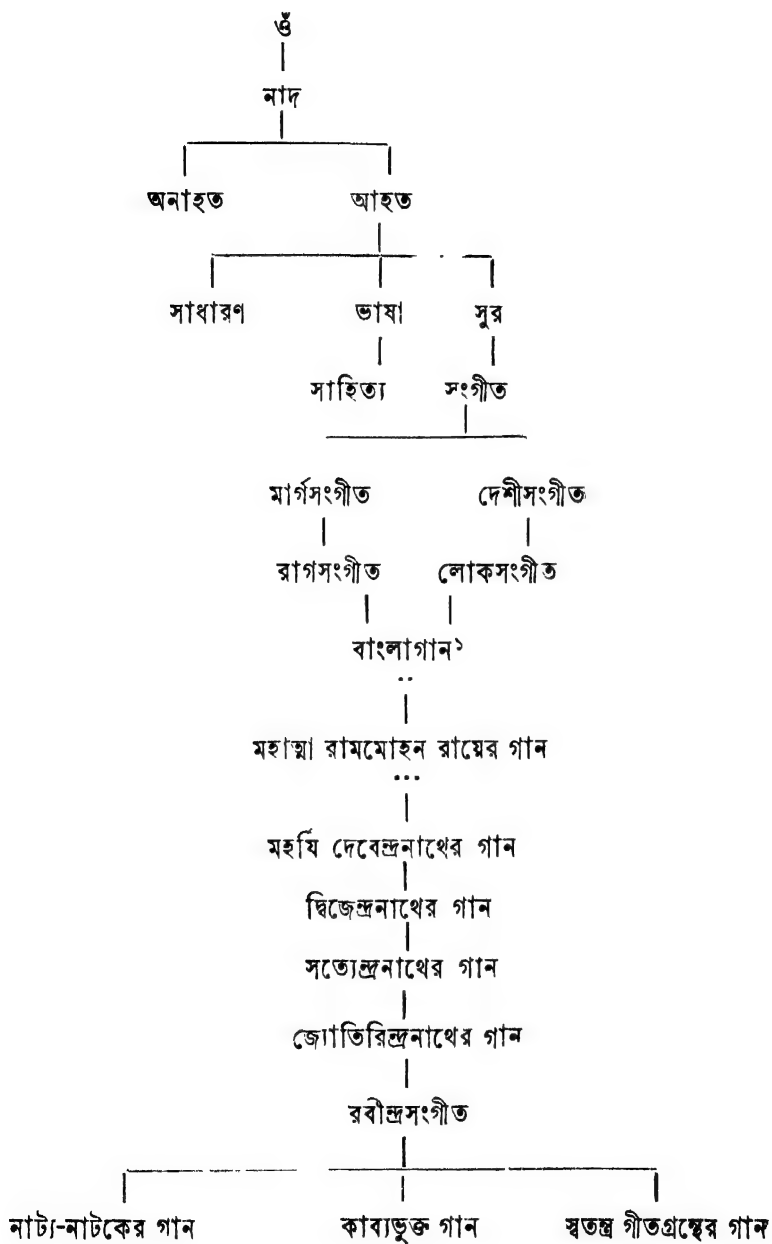 ওঁ
নাদ
অনাহত আহত
সাধারণ ভাষা সুর
সাহিত্য সংগীত
মার্গসংগীত দেশীসংগীত
রাগসংগীত লোকসংগীত
বাংলাগান১
..
মহাত্মা রামমোহন রায়ের গান
...
মহর্ষি দেবেন্দ্রনাথের গান
দ্বিজেন্দ্রনাথের গান
সত্যেন্দ্রনাথের গান
জ্যোতিরিন্দ্রনাথের গান
রবীন্দ্রসংগীত
নাট্য-নাটকের গান কাব্যভুক্ত গান স্বতন্ত্র গীতগ্রন্থের গান